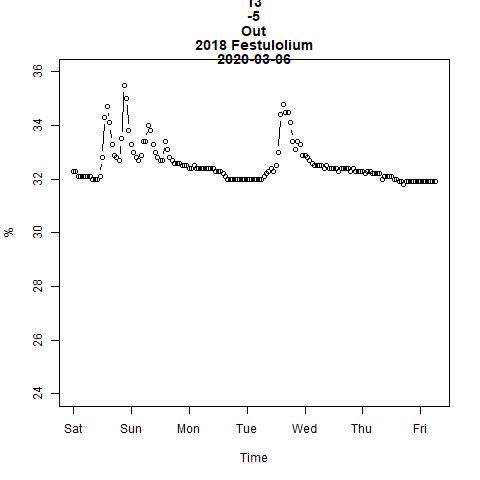 13
-5
Out
2018 Festulolium
2020-03-06
36
34
32
30
28
26
24
%
Sat Sun Mon Tue Wed Thu Fri
Time